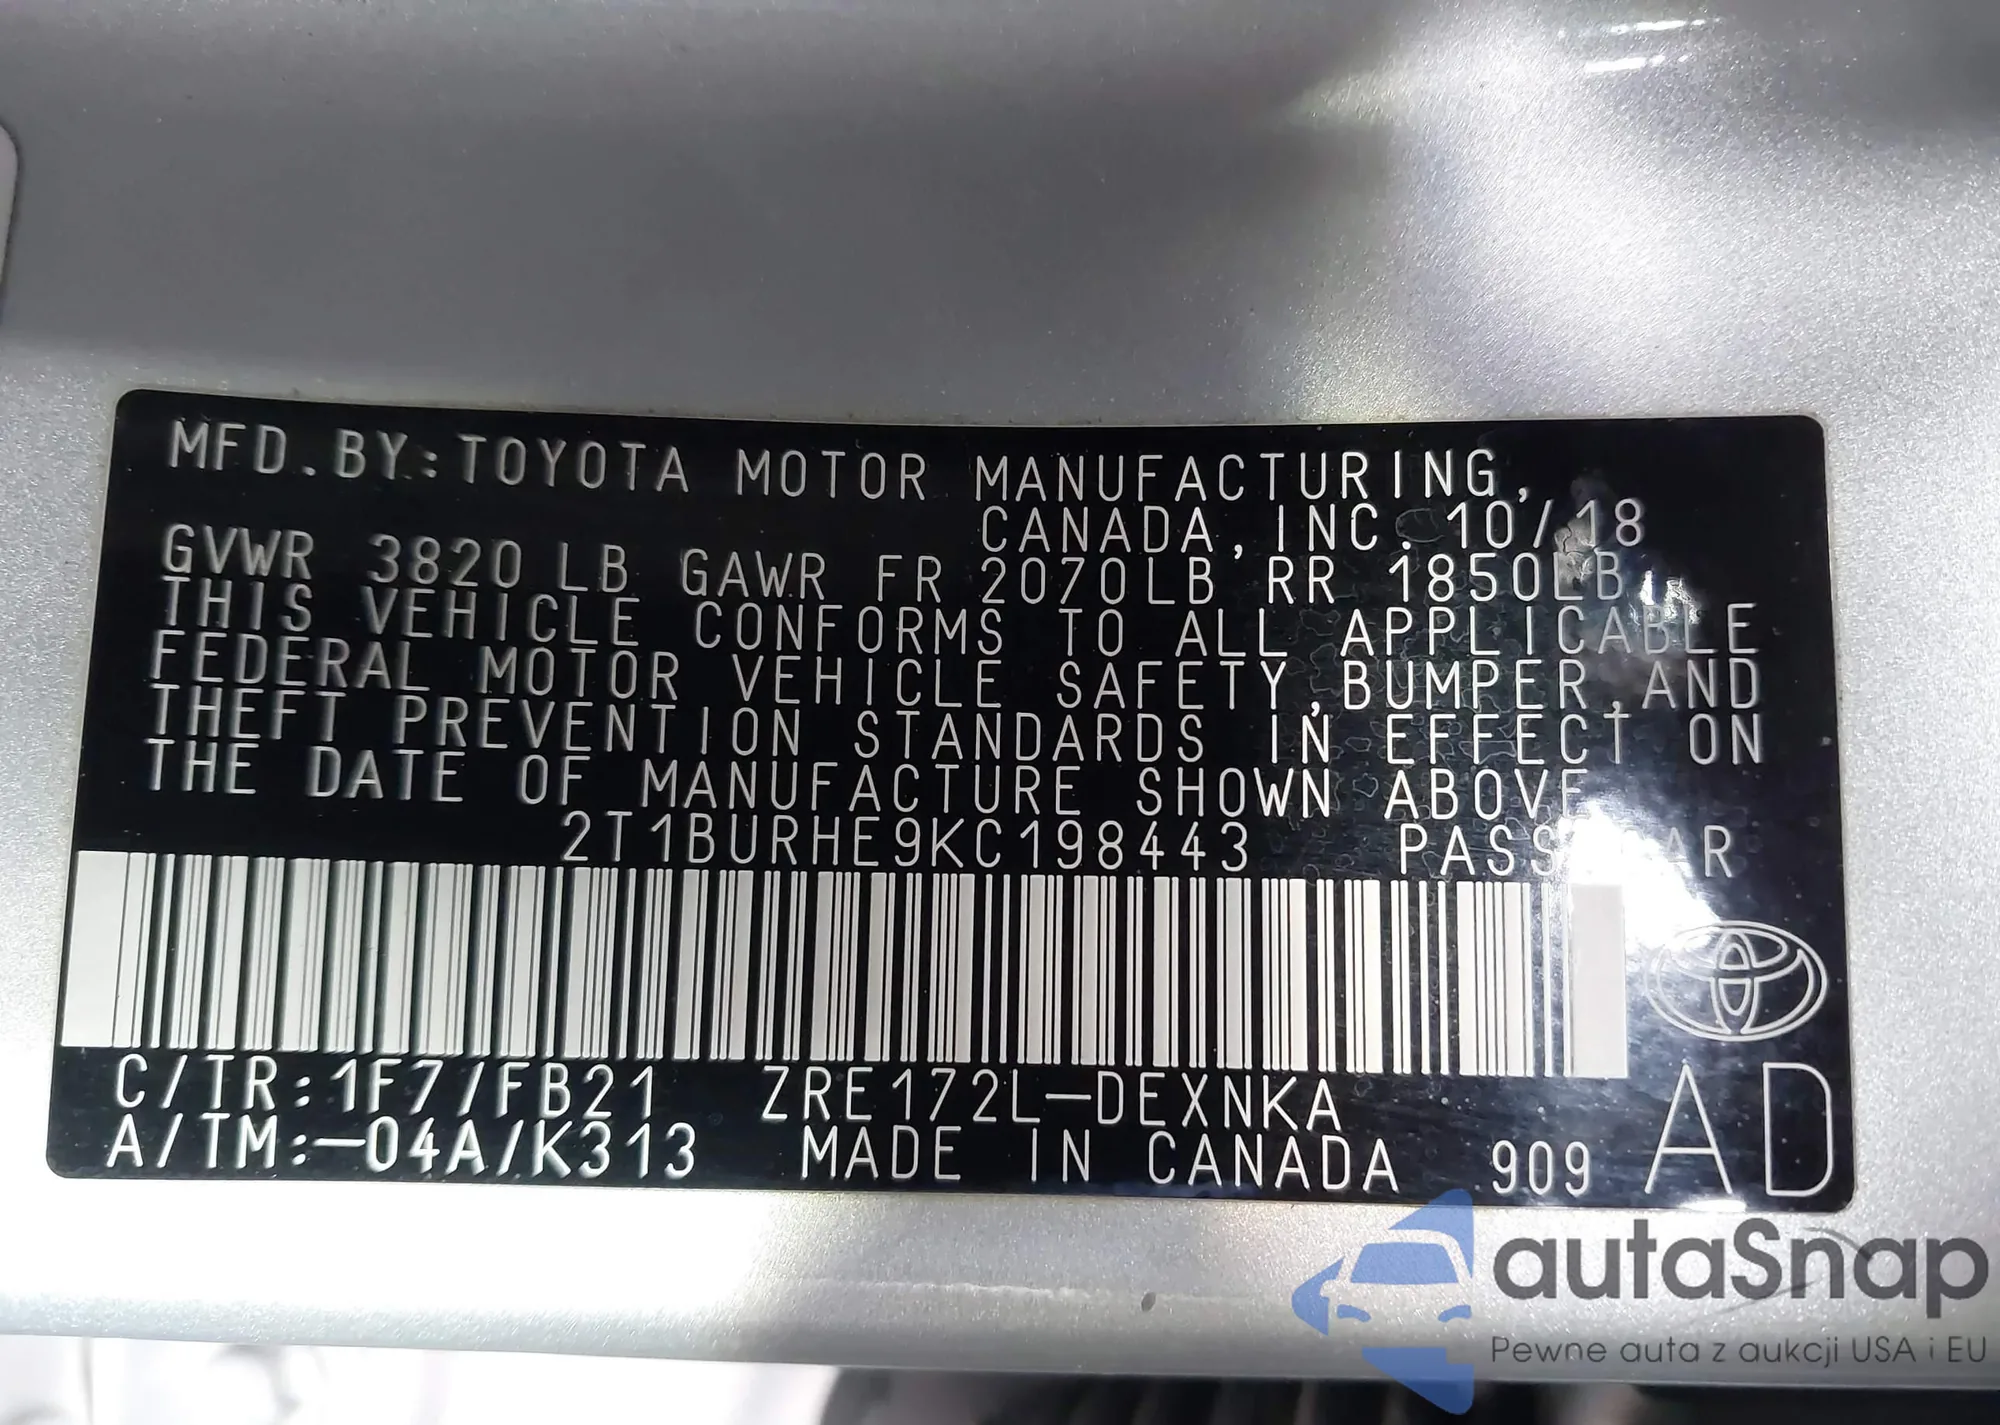 MFD.BY:TOYOTA MOTOR MANUFACTURING,
CANADA,INC. 10/18
GVWR 3820LB GAWR FR 2070LB RR 1850LB
THIS VEHICLE CONFORMS TO ALL APPLICABLE
FEDERAL MOTOR VEHICLE SAFETY,BUMPER,AND
THEFT PREVENTION STANDARDS IN EFFECT ON
THE DATE OF MANUFACTURE SHOWN ABOVE
2T1BURHE9KC198443 PASS
C/TR:1F7/FB21 ZRE172L-DEXNKA
A/TM:-04A/K313 MADE IN CANADA 909 AD
autaSnap
Pewne auta z aukcji USA i EU